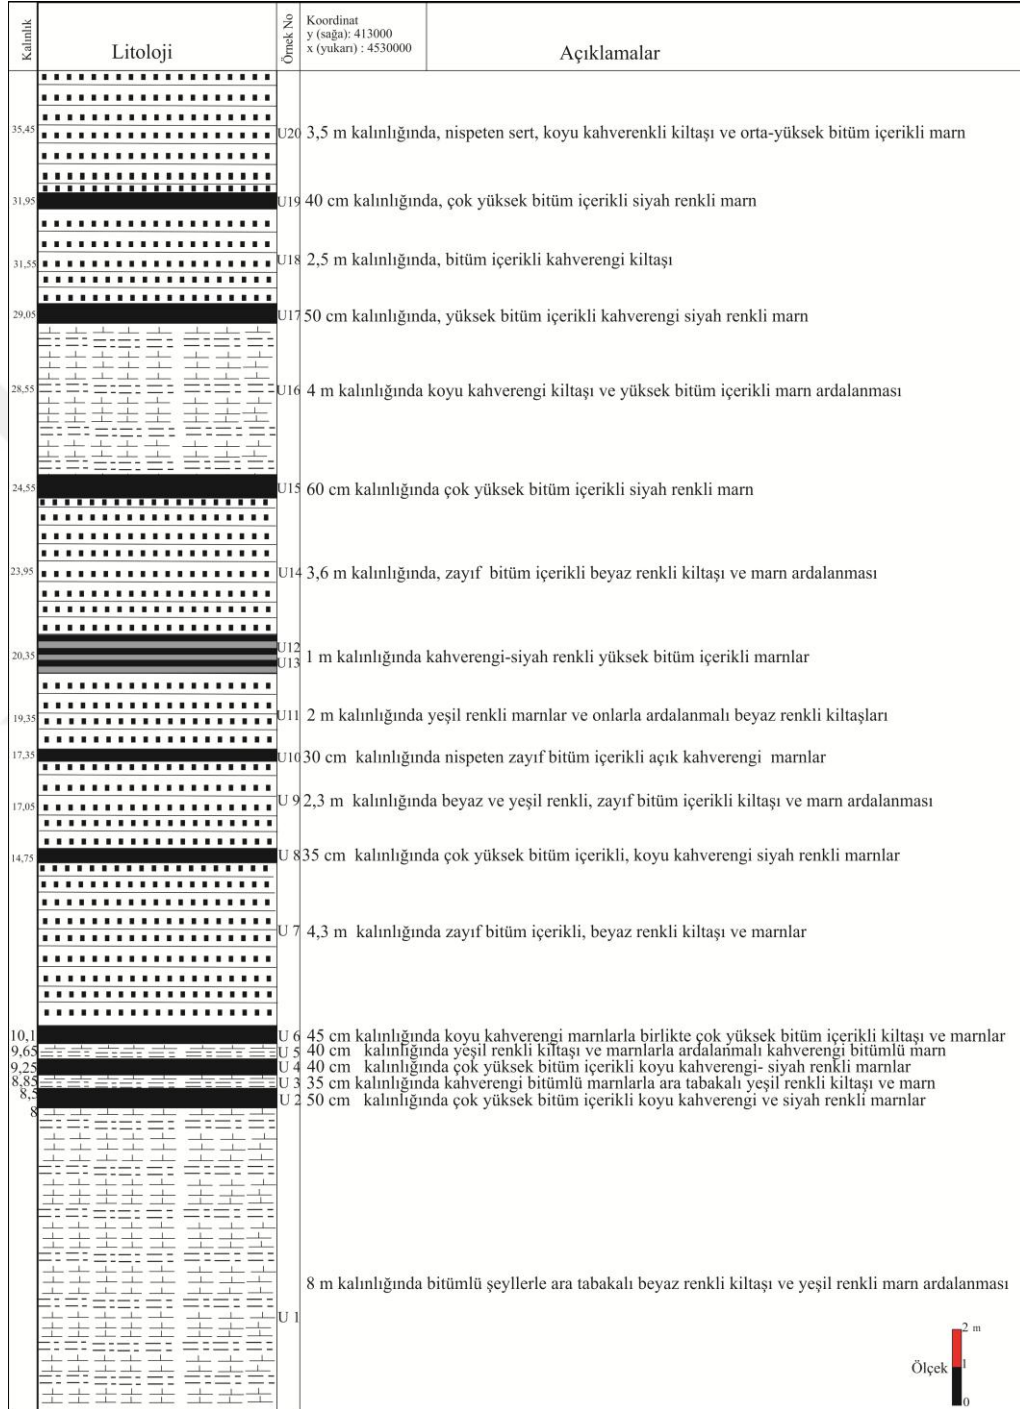 Kalınlık
Litoloji
Örnek No
Koordinat
y (sağa): 413000
x (yukarı) : 4530000
Açıklamalar
35,45 U20 3,5 m kalınlığında, nispeten sert, koyu kahverenkli kiltaşı ve orta-yüksek bitüm içerikli marn
31,95 U19 40 cm kalınlığında, çok yüksek bitüm içerikli siyah renkli marn
31,55 U18 2,5 m kalınlığında, bitüm içerikli kahverengi kiltaşı
29,05 U17 50 cm kalınlığında, yüksek bitüm içerikli kahverengi siyah renkli marn
28,55 U16 4 m kalınlığında koyu kahverengi kiltaşı ve yüksek bitüm içerikli marn ardalanması
24,55 U15 60 cm kalınlığında çok yüksek bitüm içerikli siyah renkli marn
23,95 U14 3,6 m kalınlığında, zayıf bitüm içerikli beyaz renkli kiltaşı ve marn ardalanması
U12
20,35 U13 1 m kalınlığında kahverengi-siyah renkli yüksek bitüm içerikli marnlar
19,35 U11 2 m kalınlığında yeşil renkli marnlar ve onlarla ardalanmalı beyaz renkli kiltaşları
17,35 U10 30 cm kalınlığında nispeten zayıf bitüm içerikli açık kahverengi marnlar
17,05 U 9 2,3 m kalınlığında beyaz ve yeşil renkli, zayıf bitüm içerikli kiltaşı ve marn ardalanması
14,75 U 8 35 cm kalınlığında çok yüksek bitüm içerikli, koyu kahverengi siyah renkli marnlar
U 7 4,3 m kalınlığında zayıf bitüm içerikli, beyaz renkli kiltaşı ve marnlar
10,1 U 6 45 cm kalınlığında koyu kahverengi marnlarla birlikte çok yüksek bitüm içerikli kiltaşı ve marnlar
9,65 U 5 40 cm kalınlığında yeşil renkli kiltaşı ve marnlarla ardalanmalı kahverengi bitümlü marn
9,25 U 4 40 cm kalınlığında çok yüksek bitüm içerikli koyu kahverengi- siyah renkli marnlar
8,85 U 3 35 cm kalınlığında kahverengi bitümlü marnlarla ara tabakalı yeşil renkli kiltaşı ve marn
8,5 U 2 50 cm kalınlığında çok yüksek bitüm içerikli koyu kahverengi ve siyah renkli marnlar
8
8 m kalınlığında bitümlü şeyllerle ara tabakalı beyaz renkli kiltaşı ve yeşil renkli marn ardalanması
U 1
2 m
Ölçek 1
0